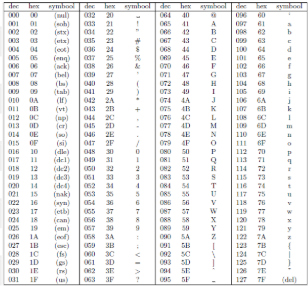 dec hex symbool dec hex symbool dec hex symbool dec hex symbool
000 00 (nul) 032 20 ␣ 064 40 @ 096 60 `
001 01 (soh) 033 21 ! 065 41 A 097 61 a
002 02 (stx) 034 22 " 066 42 B 098 62 b
003 03 (etx) 035 23 # 067 43 C 099 63 c
004 04 (eot) 036 24 $ 068 44 D 100 64 d
005 05 (enq) 037 25 % 069 45 E 101 65 e
006 06 (ack) 038 26 & 070 46 F 102 66 f
007 07 (bel) 039 27 ' 071 47 G 103 67 g
008 08 (bs) 040 28 ( 072 48 H 104 68 h
009 09 (tab) 041 29 ) 073 49 I 105 69 i
010 0A (lf) 042 2A * 074 4A J 106 6A j
011 0B (vt) 043 2B + 075 4B K 107 6B k
012 0C (np) 044 2C , 076 4C L 108 6C l
013 0D (cr) 045 2D - 077 4D M 109 6D m
014 0E (so) 046 2E . 078 4E N 110 6E n
015 0F (si) 047 2F / 079 4F O 111 6F o
016 10 (dle) 048 30 0 080 50 P 112 70 p
017 11 (dc1) 049 31 1 081 51 Q 113 71 q
018 12 (dc2) 050 32 2 082 52 R 114 72 r
019 13 (dc3) 051 33 3 083 53 S 115 73 s
020 14 (dc4) 052 34 4 084 54 T 116 74 t
021 15 (nak) 053 35 5 085 55 U 117 75 u
022 16 (syn) 054 36 6 086 56 V 118 76 v
023 17 (etb) 055 37 7 087 57 W 119 77 w
024 18 (can) 056 38 8 088 58 X 120 78 x
025 19 (em) 057 39 9 089 59 Y 121 79 y
026 1A (eof) 058 3A : 090 5A Z 122 7A z
027 1B (esc) 059 3B ; 091 5B [ 123 7B {
028 1C (fs) 060 3C < 092 5C \ 124 7C |
029 1D (gs) 061 3D = 093 5D ] 125 7D }
030 1E (rs) 062 3E > 094 5E ^ 126 7E ~
031 1F (us) 063 3F ? 095 5F _ 127 7F (del)